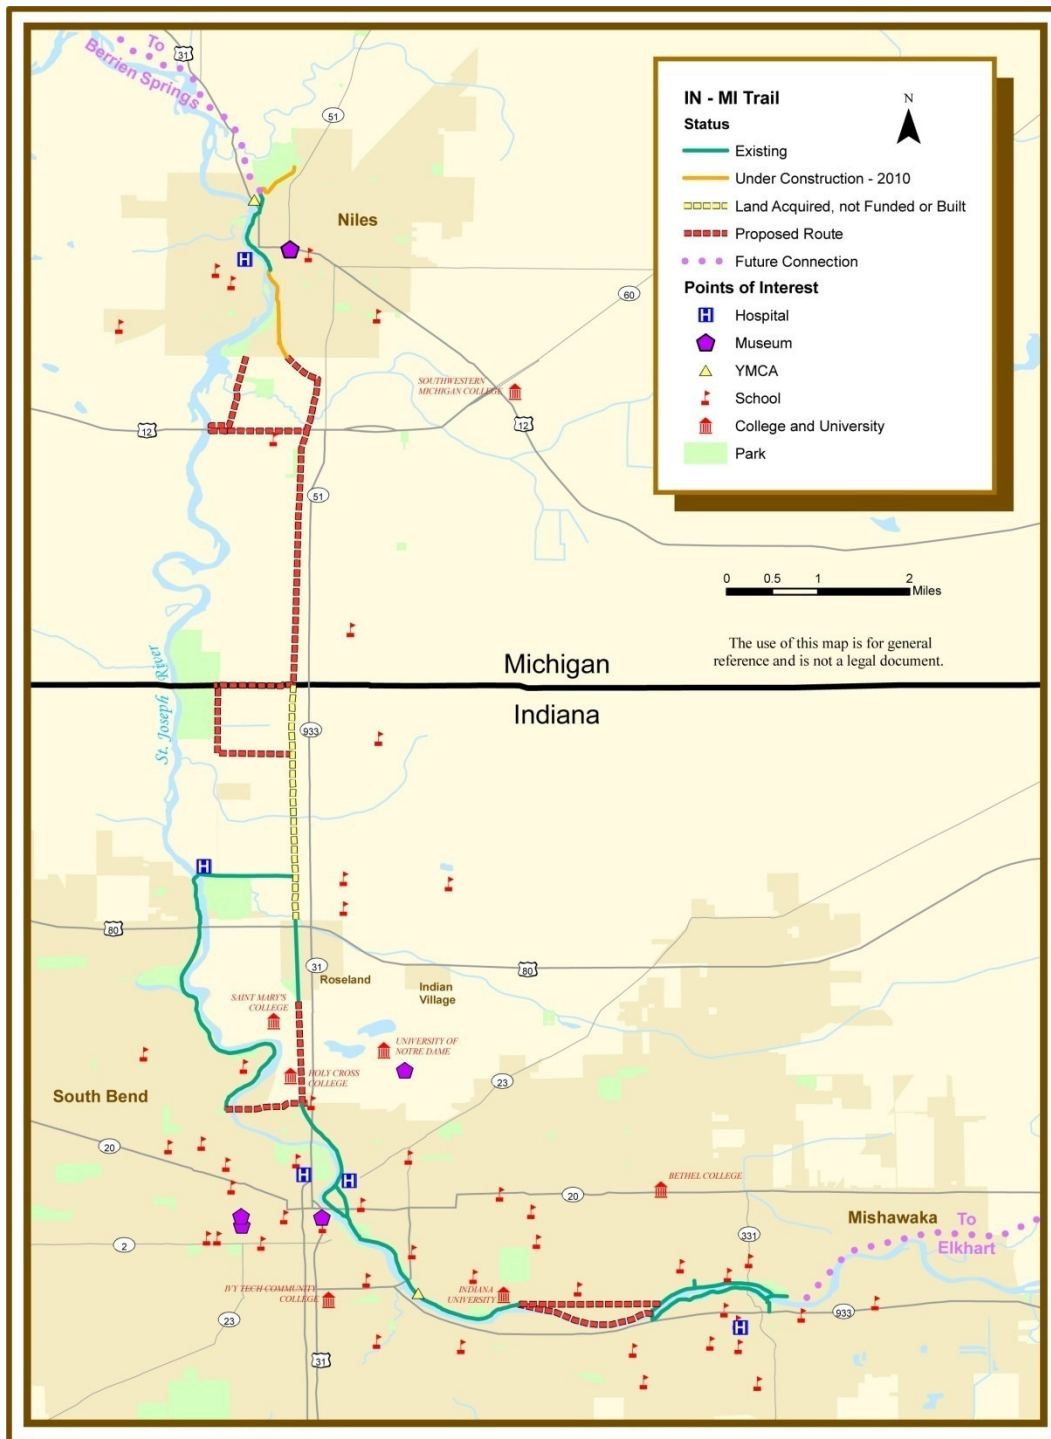 To
Berrien Springs
31
51
Niles
60
SOUTHWESTERN
MICHIGAN COLLEGE
12
12
51
IN - MI Trail
Status
N
Existing
Under Construction - 2010
Land Acquired, not Funded or Built
Proposed Route
Future Connection
Points of Interest
H Hospital
Museum
YMCA
School
College and University
Park
0 0.5 1 2
Miles
The use of this map is for general
reference and is not a legal document.
St. Joseph River
Michigan
Indiana
933
H
H
80
80
31
Roseland
Indian
Village
SAINT MARY'S
COLLEGE
UNIVERSITY OF
NOTRE DAME
HOLY CROSS
COLLEGE
23
South Bend
20
H
H
BETHEL COLLEGE
20
Mishawaka
To
Elkhart
2
331
IVY TECH COMMUNITY
COLLEGE
INDIANA
UNIVERSITY
23
933
H
31